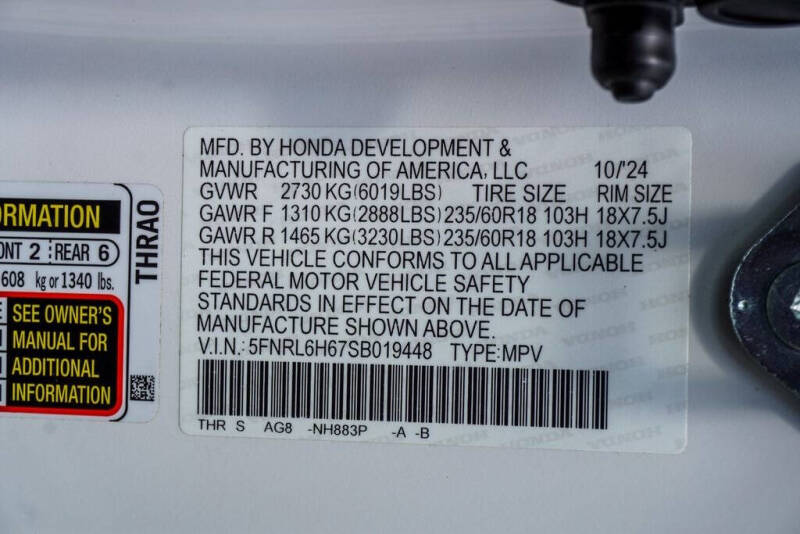 MFD. BY HONDA DEVELOPMENT &
MANUFACTURING OF AMERICA, LLC 10/'24
GVWR 2730 KG(6019LBS) TIRE SIZE RIM SIZE
GAWR F 1310 KG(2888LBS) 235/60R18 103H 18X7.5J
GAWR R 1465 KG(3230LBS) 235/60R18 103H 18X7.5J
THIS VEHICLE CONFORMS TO ALL APPLICABLE
FEDERAL MOTOR VEHICLE SAFETY
STANDARDS IN EFFECT ON THE DATE OF
MANUFACTURE SHOWN ABOVE.
V.I.N.: 5FNRL6H67SB019448 TYPE:MPV
THR S AG8 -NH883P -A -B
ORMATION
ONT 2 REAR 6
608 kg or 1340 lbs.
SEE OWNER'S
MANUAL FOR
ADDITIONAL
INFORMATION
THRAO